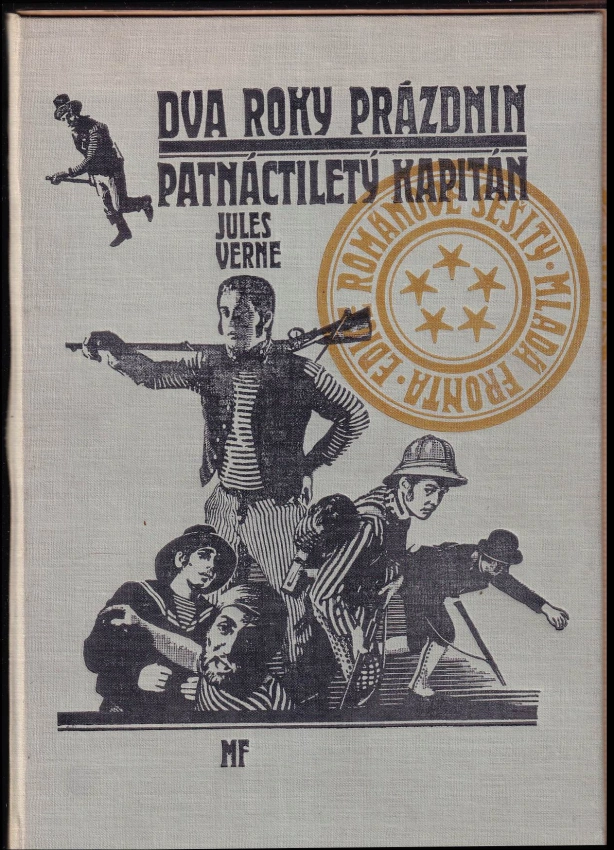 DVA ROKY PRÁZDNIN
PATNÁCTILETÝ KAPITÁN
JULES
VERNE
EDICE ROMÁNOVÉ SEŠITY · MLADÁ FRONTA ·
MF